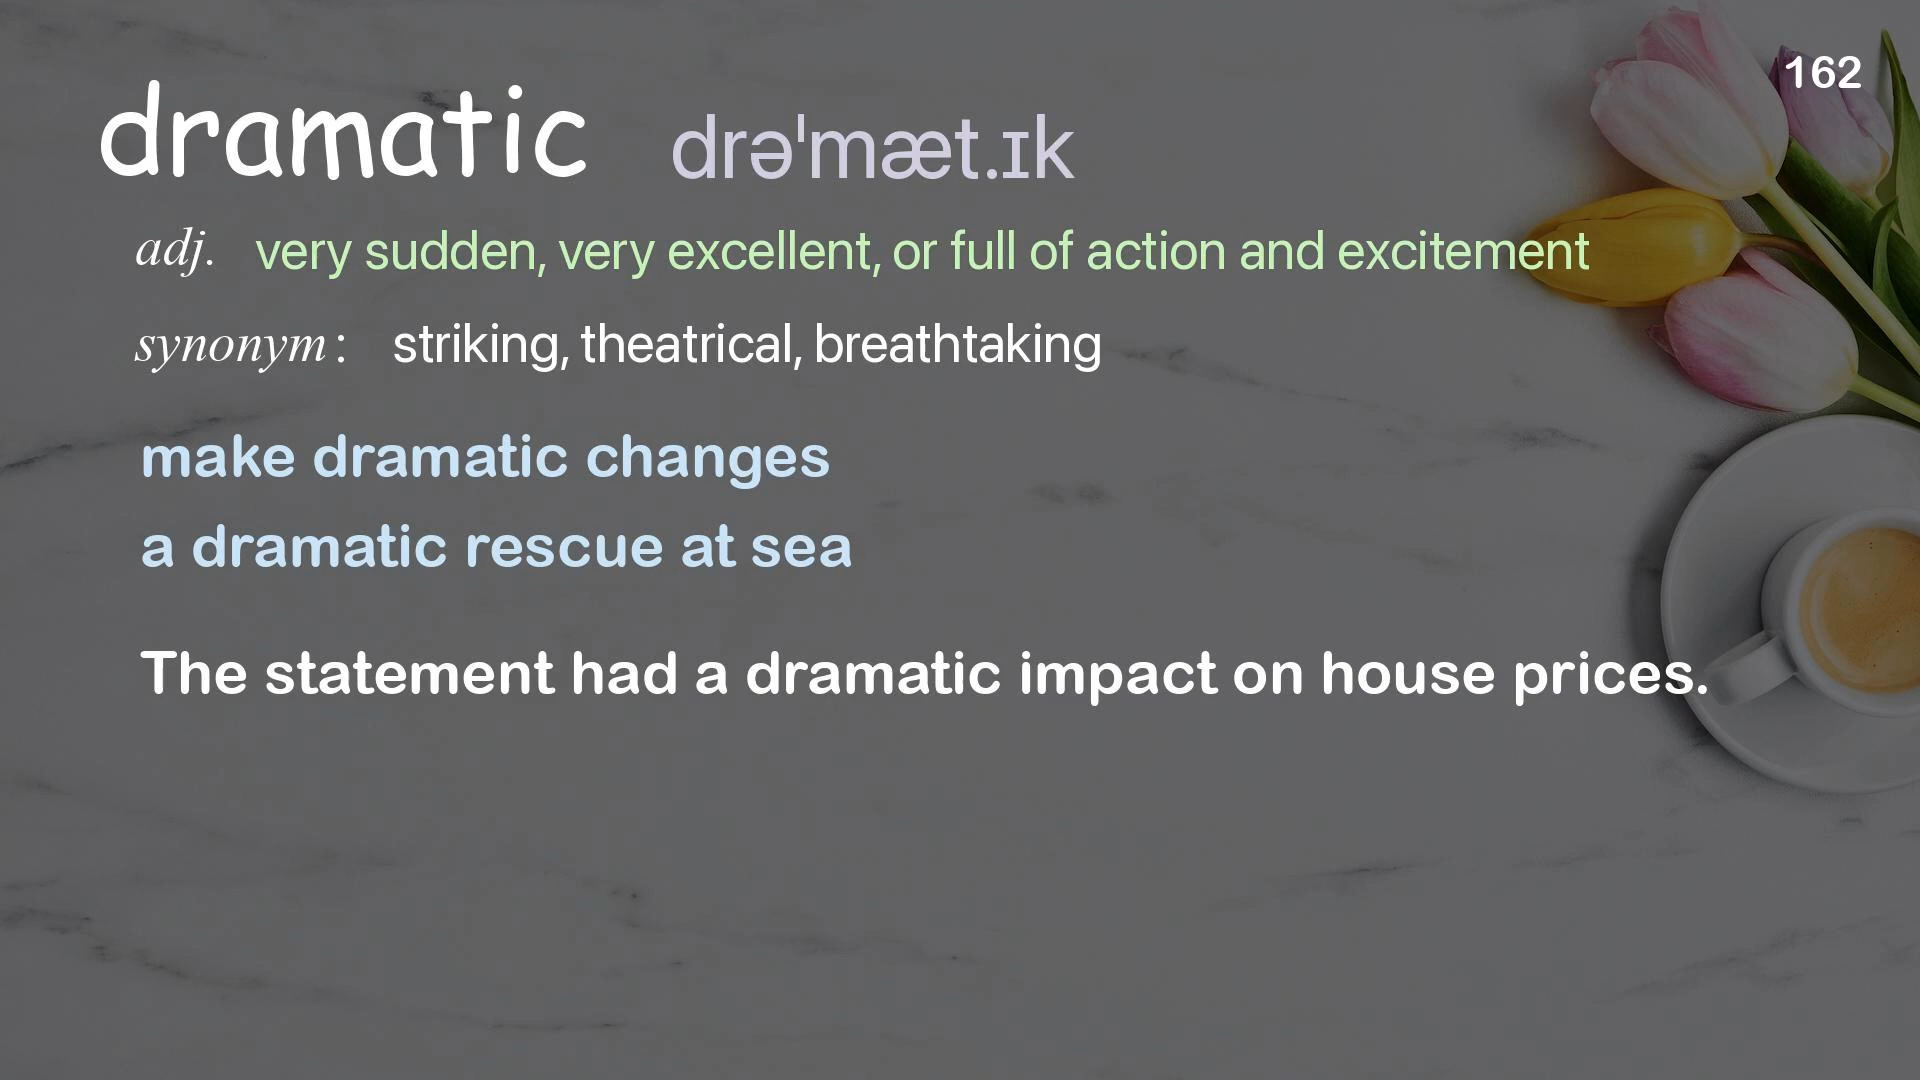 162
dramatic drəˈmæt.ɪk
adj. very sudden, very excellent, or full of action and excitement
synonym: striking, theatrical, breathtaking
make dramatic changes
a dramatic rescue at sea
The statement had a dramatic impact on house prices.